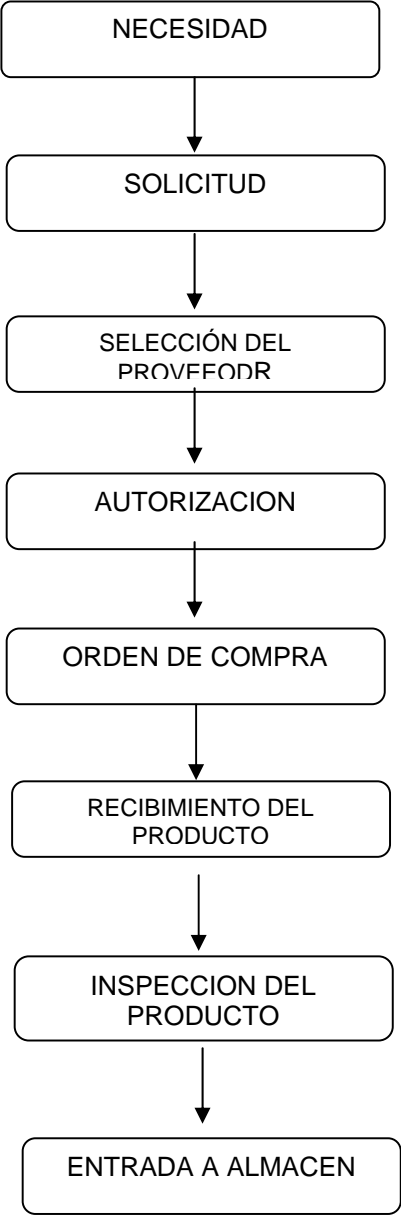 NECESIDAD
SOLICITUD
SELECCIÓN DEL
PROVEEODR
AUTORIZACION
ORDEN DE COMPRA
RECIBIMIENTO DEL
PRODUCTO
INSPECCION DEL
PRODUCTO
ENTRADA A ALMACEN